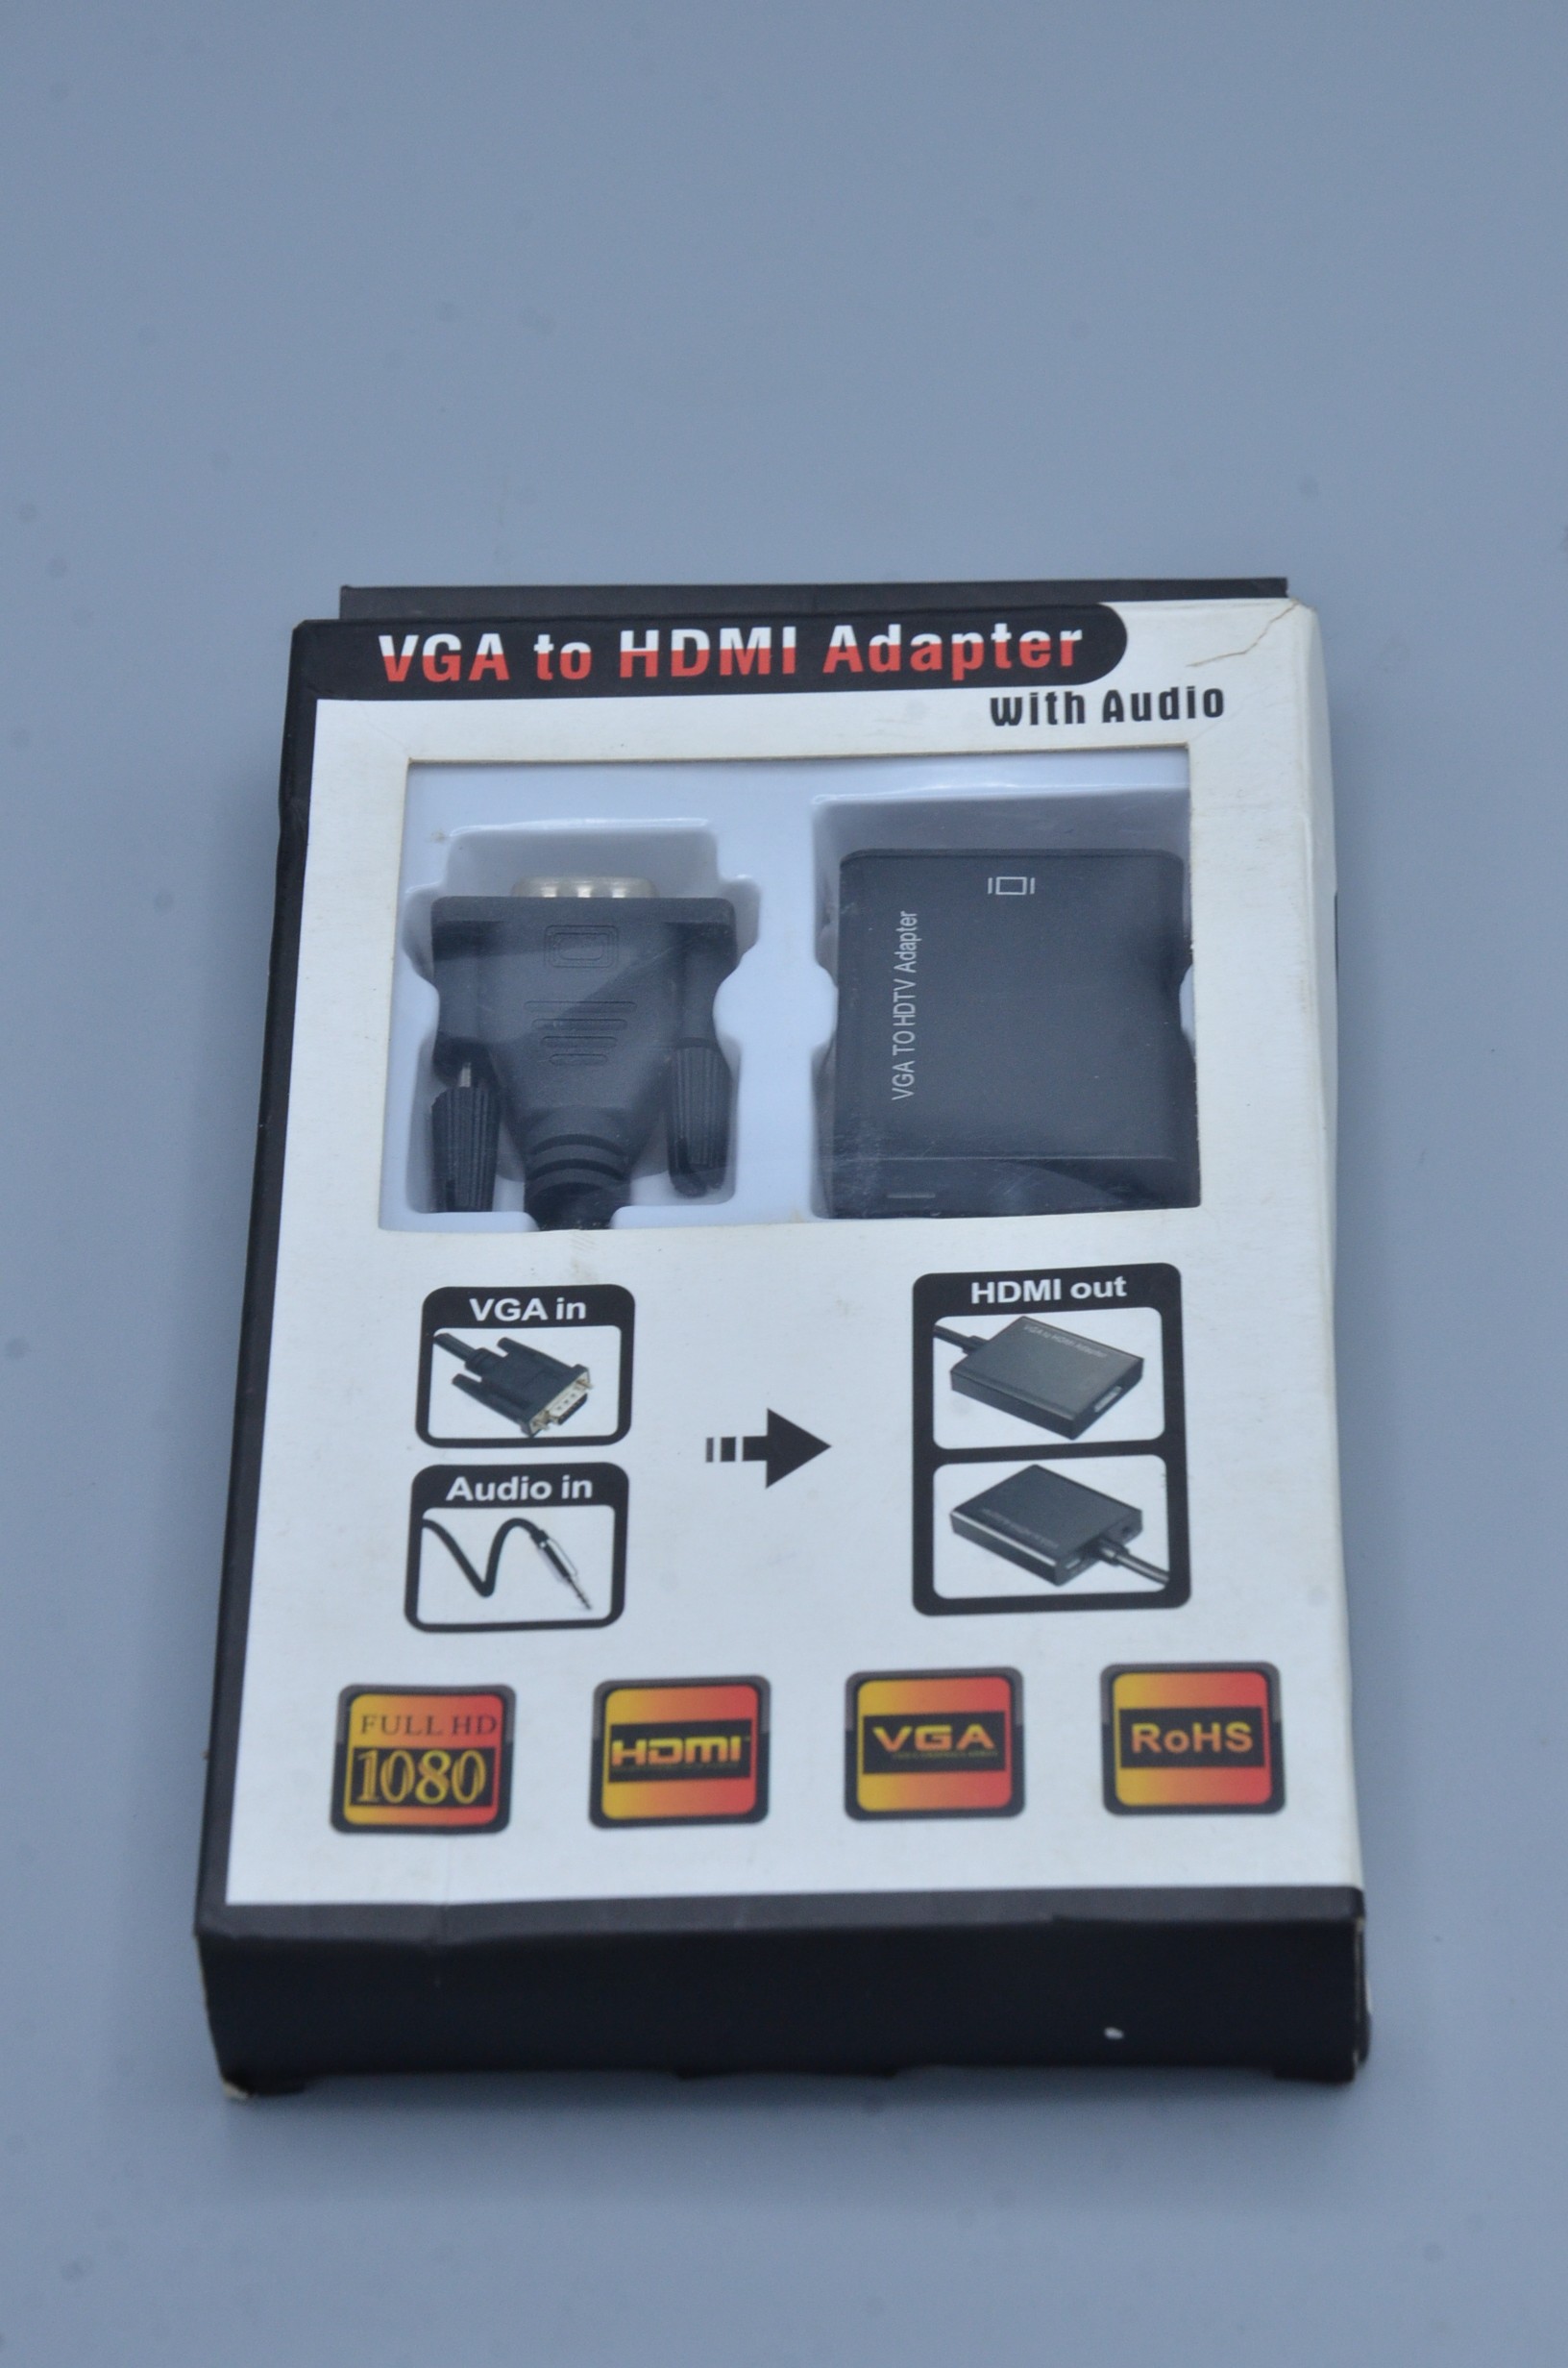 VGA to HDMI Adapter
with Audio
VGA TO HDTV Adapter
VGA in
HDMI out
Audio in
FULL HD
1080
HDMI
VGA
RoHS